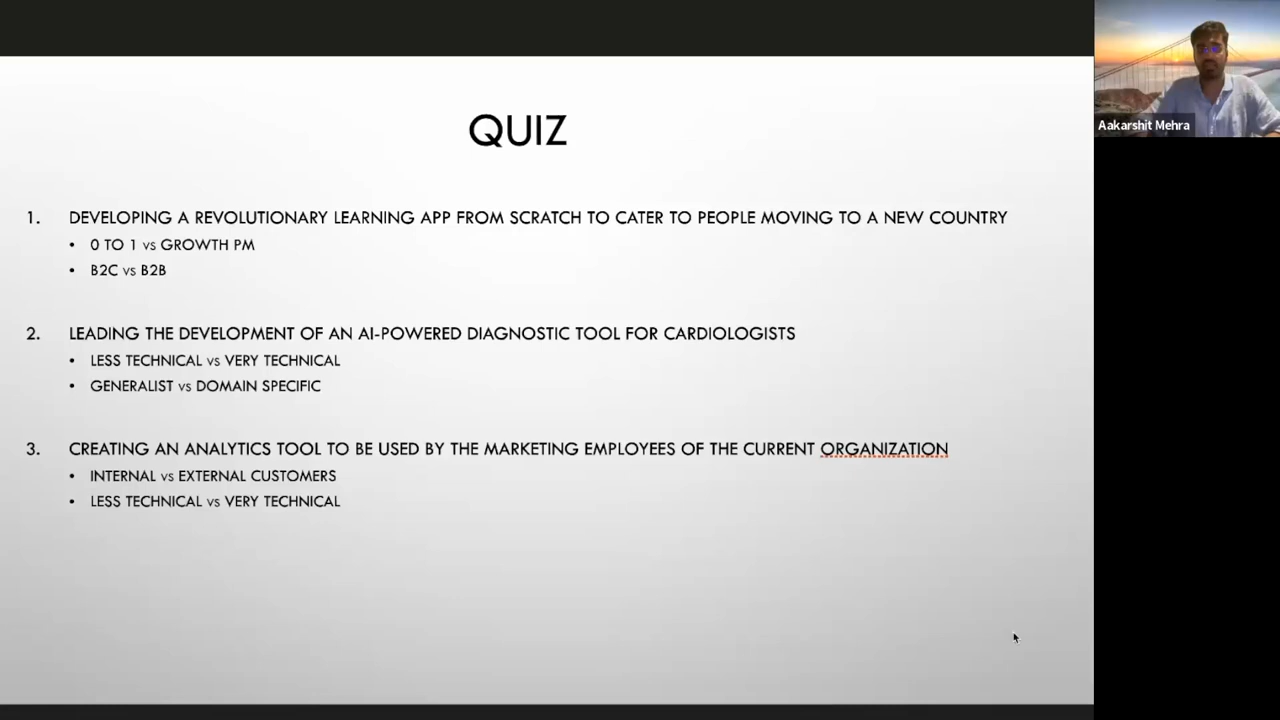 QUIZ
1. DEVELOPING A REVOLUTIONARY LEARNING APP FROM SCRATCH TO CATER TO PEOPLE MOVING TO A NEW COUNTRY
• 0 TO 1 vs GROWTH PM
• B2C vs B2B
2. LEADING THE DEVELOPMENT OF AN AI-POWERED DIAGNOSTIC TOOL FOR CARDIOLOGISTS
• LESS TECHNICAL vs VERY TECHNICAL
• GENERALIST vs DOMAIN SPECIFIC
3. CREATING AN ANALYTICS TOOL TO BE USED BY THE MARKETING EMPLOYEES OF THE CURRENT ORGANIZATION
• INTERNAL vs EXTERNAL CUSTOMERS
• LESS TECHNICAL vs VERY TECHNICAL
Aakarshit Mehra